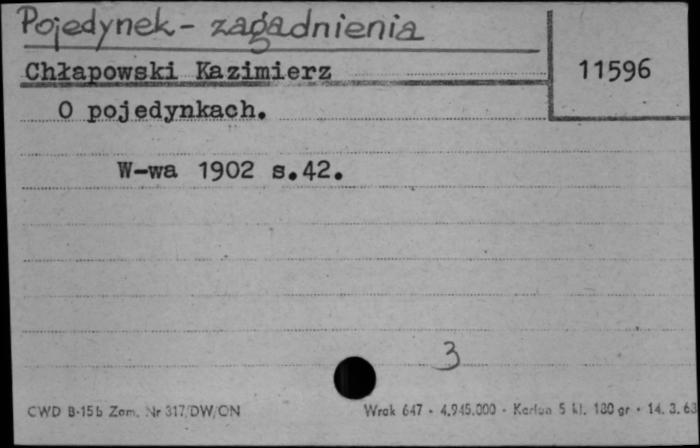 Pojedynek - zagadnienia
Chłapowski Kazimierz 11596
O pojedynkach.
W-wa 1902 s.42.
3
CWD B-15b Zam. Nr 317/DW/ON Wrak 647 - 4.945.000 - Karton 5 kl. 180 gr - 14. 3. 63